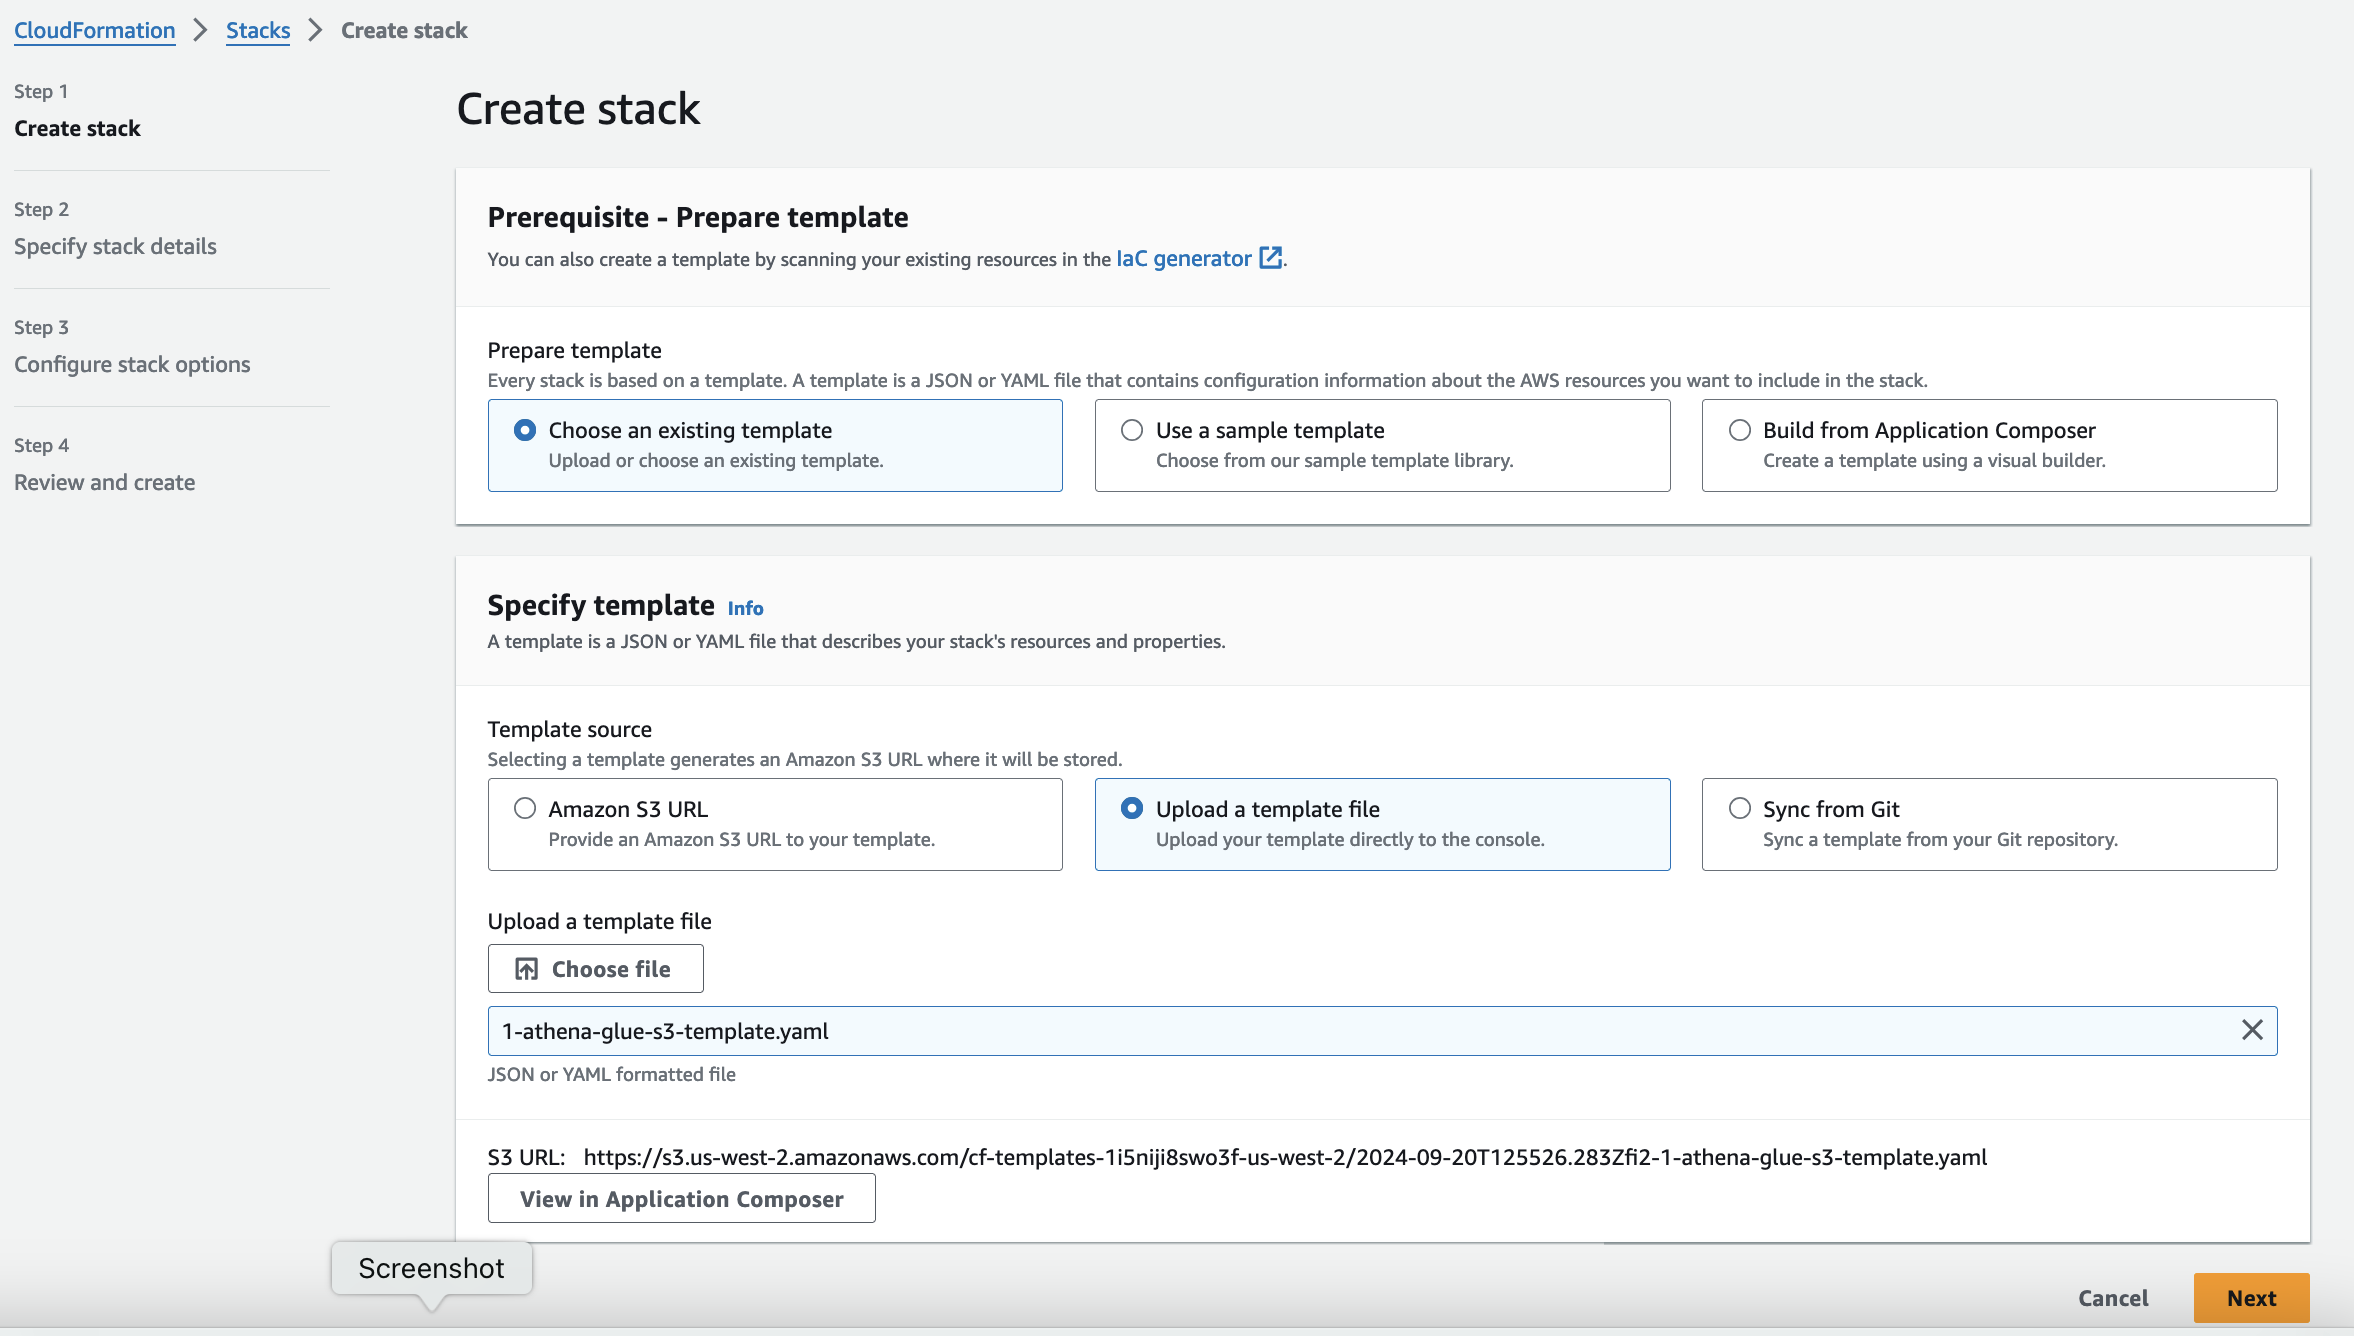 CloudFormation > Stacks > Create stack
Step 1
Create stack
Step 2
Specify stack details
Step 3
Configure stack options
Step 4
Review and create
Create stack
Prerequisite - Prepare template
You can also create a template by scanning your existing resources in the IaC generator.
Prepare template
Every stack is based on a template. A template is a JSON or YAML file that contains configuration information about the AWS resources you want to include in the stack.
Choose an existing template
Upload or choose an existing template.
Use a sample template
Choose from our sample template library.
Build from Application Composer
Create a template using a visual builder.
Specify template Info
A template is a JSON or YAML file that describes your stack's resources and properties.
Template source
Selecting a template generates an Amazon S3 URL where it will be stored.
Amazon S3 URL
Provide an Amazon S3 URL to your template.
Upload a template file
Upload your template directly to the console.
Sync from Git
Sync a template from your Git repository.
Upload a template file
Choose file
1-athena-glue-s3-template.yaml
JSON or YAML formatted file
S3 URL: https://s3.us-west-2.amazonaws.com/cf-templates-1i5niji8swo3f-us-west-2/2024-09-20T125526.283Zfi2-1-athena-glue-s3-template.yaml
View in Application Composer
Screenshot
Cancel
Next